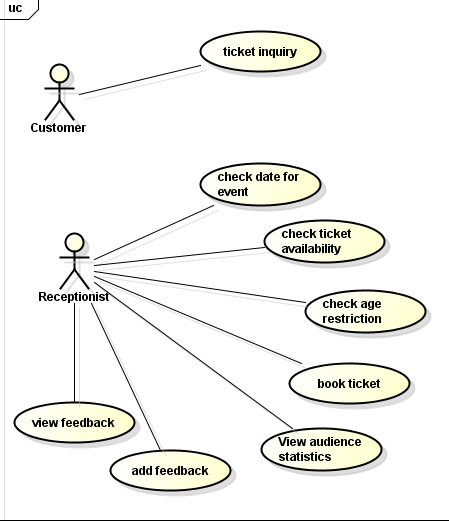 uc
ticket inquiry
Customer
check date for
event
check ticket
availability
Receptionist
check age
restriction
book ticket
view feedback
View audience
statistics
add feedback